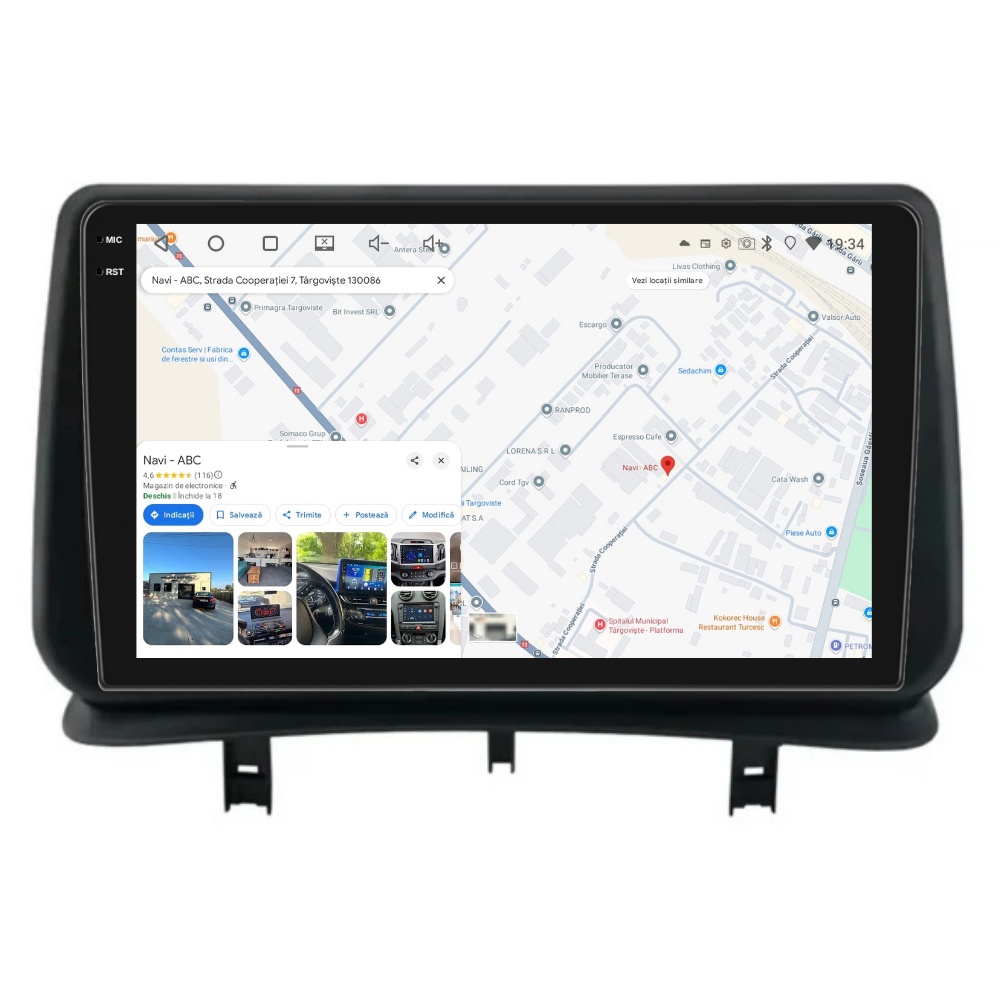 MIC
RST
Antera Ste
19:34
Navi - ABC, Strada Cooperației 7, Târgoviște 130086
Vezi locații similare
Livas Clothing
Primagra Targoviste
Bit Invest SRL
Valsor Auto
Escargo
Contas Serv | Fabrica
de ferestre si usi din...
Producator
Mobilier Terase
Sedachim
Strada Cooperației
72
RANPROD
H
Somaco Grup
Espresso Cafe
LORENA S.R.L
Navi - ABC
Cord Tgv
Cata Wash
Piese Auto
Strada Cooperației
Navi - ABC
4,6 (116)
Magazin de electronice ·
Deschis · Închide la 18
Indicații
Salvează
Trimite
Postează
Modifică
i Targoviste
AT S.A
H
Spitalul Municipal
Târgoviște - Platforma
Kokorec House
Restaurant Turcesc
Strada Cooperației
72
PETROM